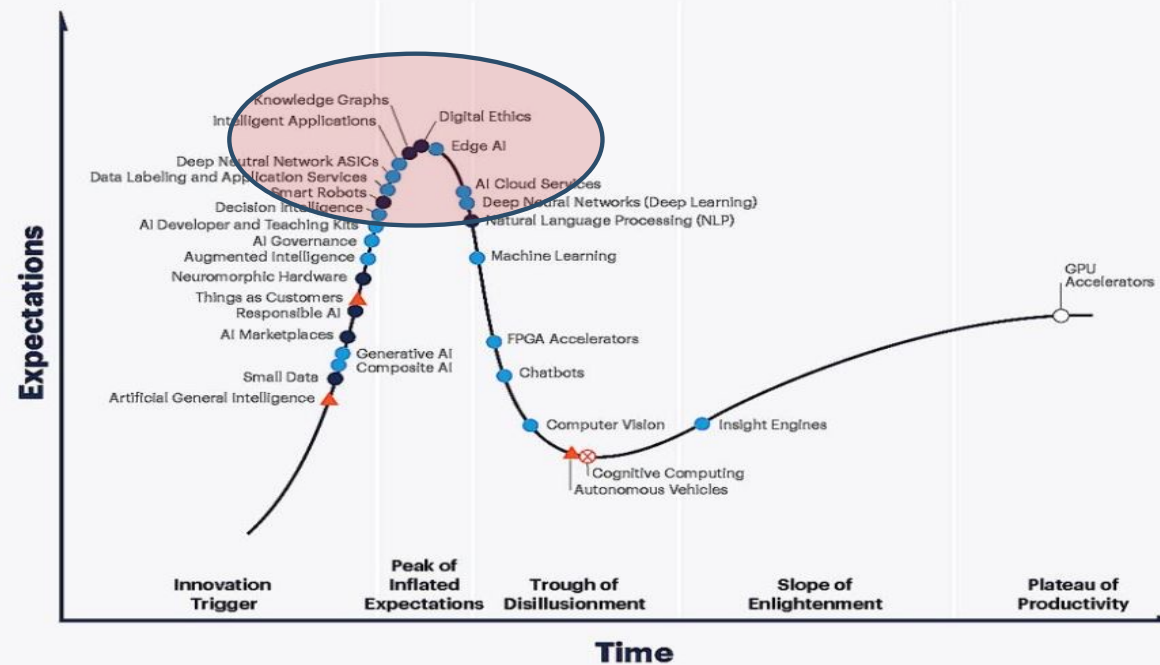 Knowledge Graphs
Intelligent Applications
Deep Neutral Network ASICs
Data Labeling and Application Services
Smart Robots
Decision Intelligence
AI Developer and Teaching Kits
AI Governance
Augmented Intelligence
Neuromorphic Hardware
Things as Customers
Responsible AI
AI Marketplaces
Generative AI
Composite AI
Small Data
Artificial General Intelligence
Digital Ethics
Edge AI
AI Cloud Services
Deep Neural Networks (Deep Learning)
Natural Language Processing (NLP)
Machine Learning
FPGA Accelerators
Chatbots
Computer Vision
Cognitive Computing
Autonomous Vehicles
Insight Engines
GPU
Accelerators
Expectations
Innovation
Trigger
Peak of
Inflated
Expectations
Trough of
Disillusionment
Slope of
Enlightenment
Plateau of
Productivity
Time